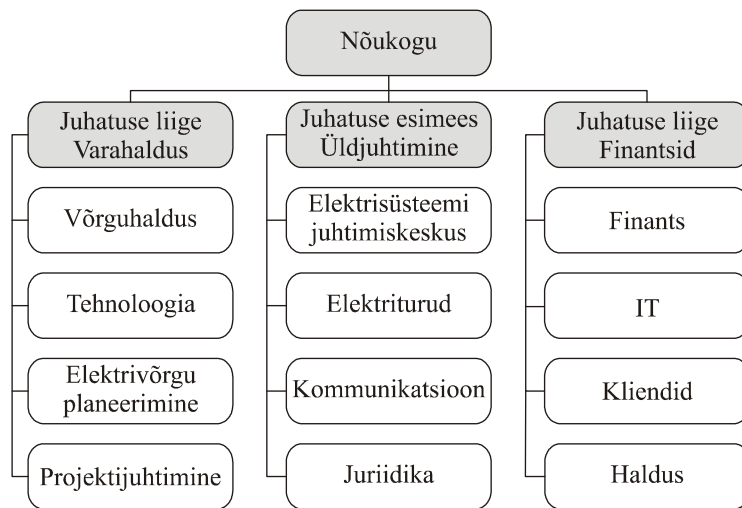 Nõukogu
Juhatuse liige
Varahaldus
Võrguhaldus
Tehnoloogia
Elektrivõrgu
planeerimine
Projektijuhtimine
Juhatuse esimees
Üldjuhtimine
Elektrisüsteemi
juhtimiskeskus
Elektriturud
Kommunikatsioon
Juriidika
Juhatuse liige
Finantsid
Finants
IT
Kliendid
Haldus